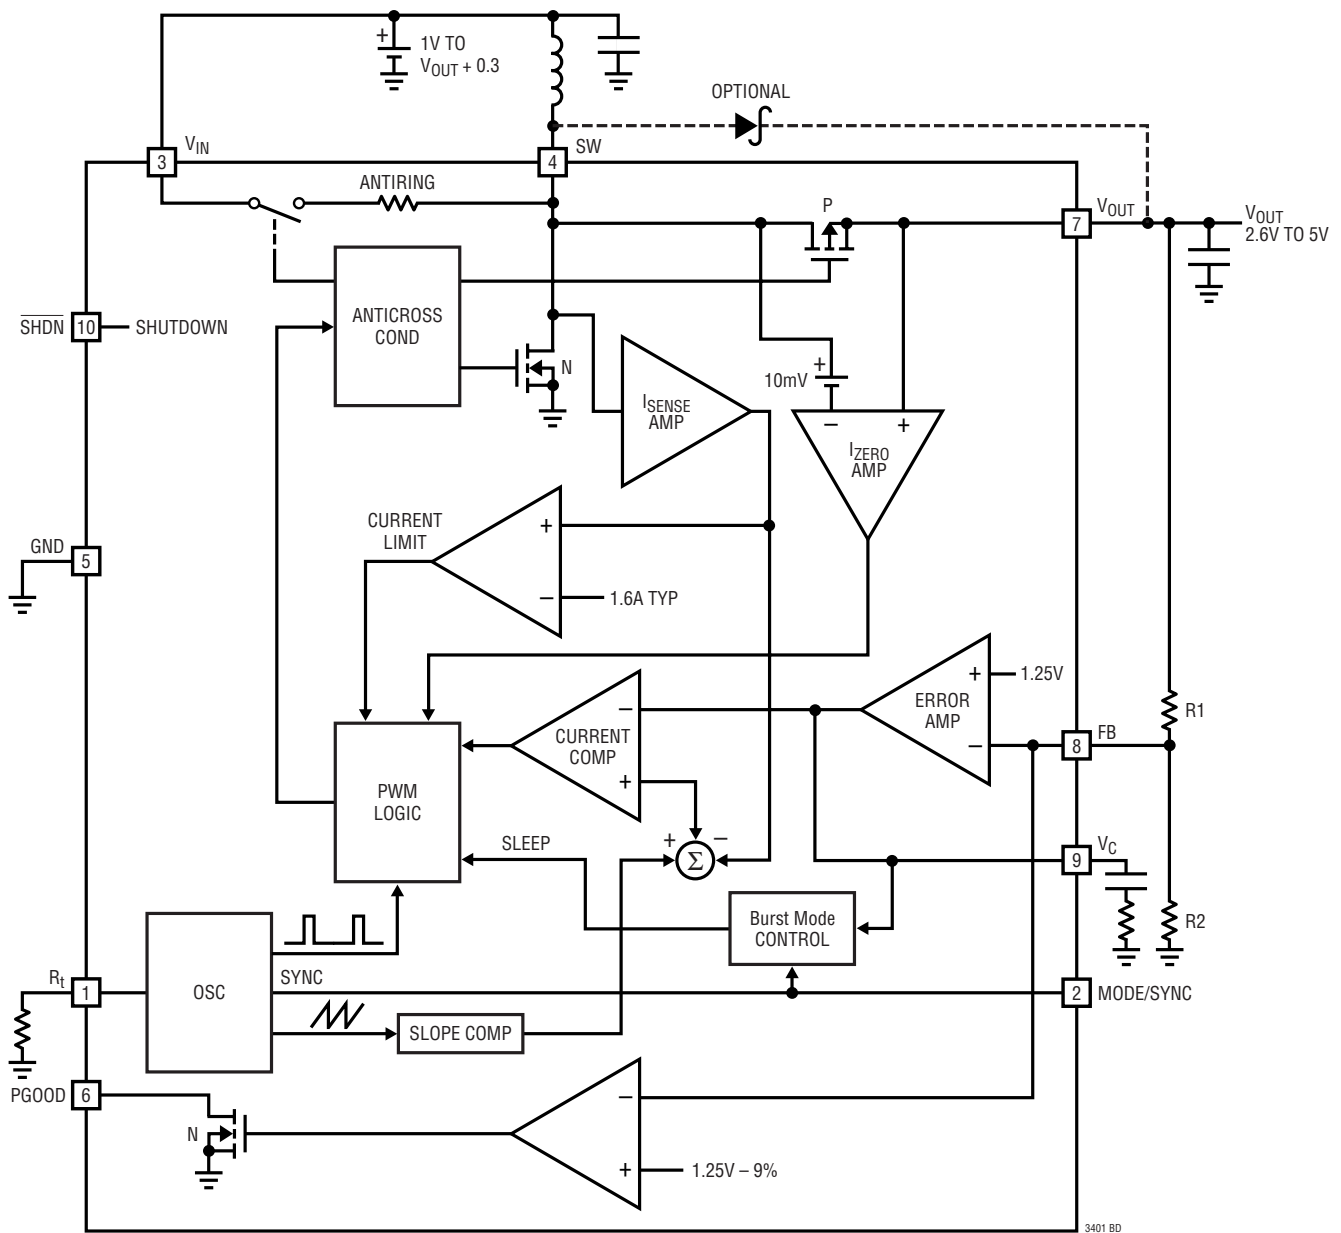 +
1V TO
VOUT + 0.3
OPTIONAL
VIN
3
4
SW
ANTIRING
P
7
VOUT
VOUT
2.6V TO 5V
SHDN
10
SHUTDOWN
ANTICROSS
COND
N
ISENSE
AMP
+
10mV
–
+
IZERO
AMP
CURRENT
LIMIT
+
–
1.6A TYP
GND
5
ERROR
AMP
+
1.25V
–
8
FB
R1
CURRENT
COMP
–
+
PWM
LOGIC
SLEEP
+
–
Σ
9
VC
Burst Mode
CONTROL
R2
Rt
1
OSC
SYNC
2
MODE/SYNC
SLOPE COMP
PGOOD
6
N
–
+
1.25V – 9%
3401 BD